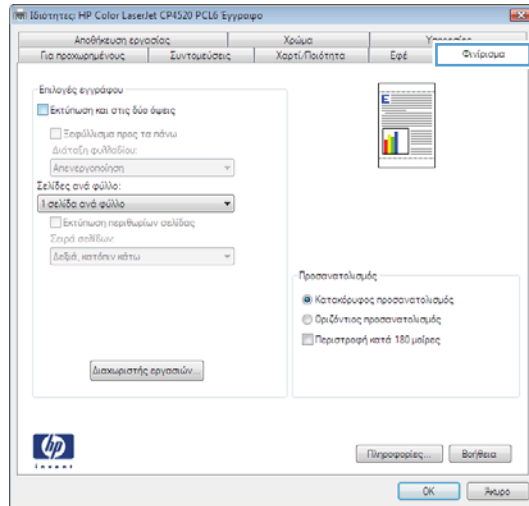 Ιδιότητες: HP Color LaserJet CP4520 PCL6 Έγγραφο
Αποθήκευση εργασίας Χρώμα
Για προχωρημένους Συντομεύσεις Χαρτί/Ποιότητα Εφέ Φινίρισμα
Επιλογές εγγράφου
Εκτύπωση και στις δύο όψεις
Ξεφύλλισμα προς τα πάνω
Διάταξη φυλλαδίου:
Απενεργοποίηση
Σελίδες ανά φύλλο:
1 σελίδα ανά φύλλο
Εκτύπωση περιθωρίων σελίδας
Σειρά σελίδων:
Δεξιά, κατόπιν κάτω
Προσανατολισμός
Κατακόρυφος προσανατολισμός
Οριζόντιος προσανατολισμός
Περιστροφή κατά 180 μοίρες
Διαχωριστής εργασιών...
hp
invent
Πληροφορίες... Βοήθεια
OK Άκυρο